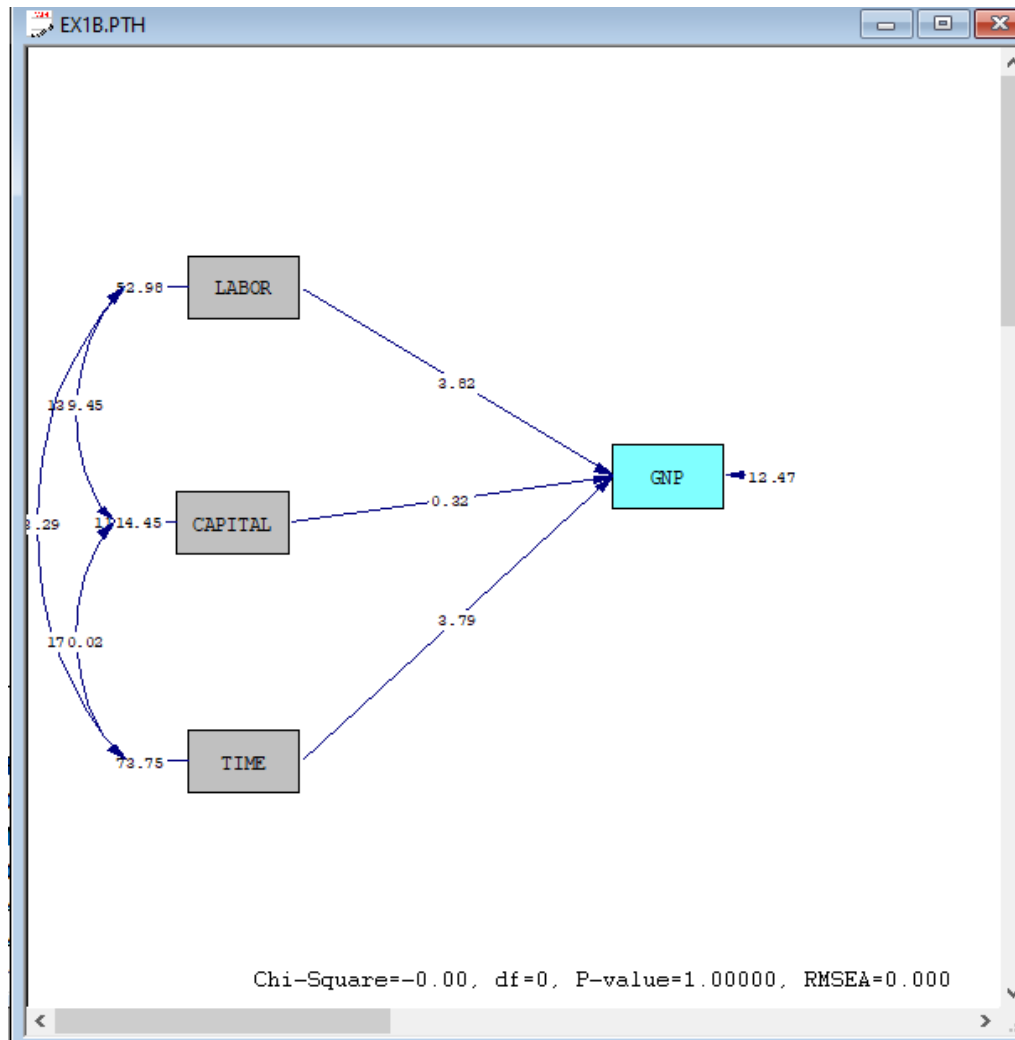 EX1B.PTH
52.98
LABOR
3.82
139.45
GNP
12.47
0.32
1114.45
CAPITAL
3.79
170.02
73.75
TIME
Chi-Square=-0.00, df=0, P-value=1.00000, RMSEA=0.000